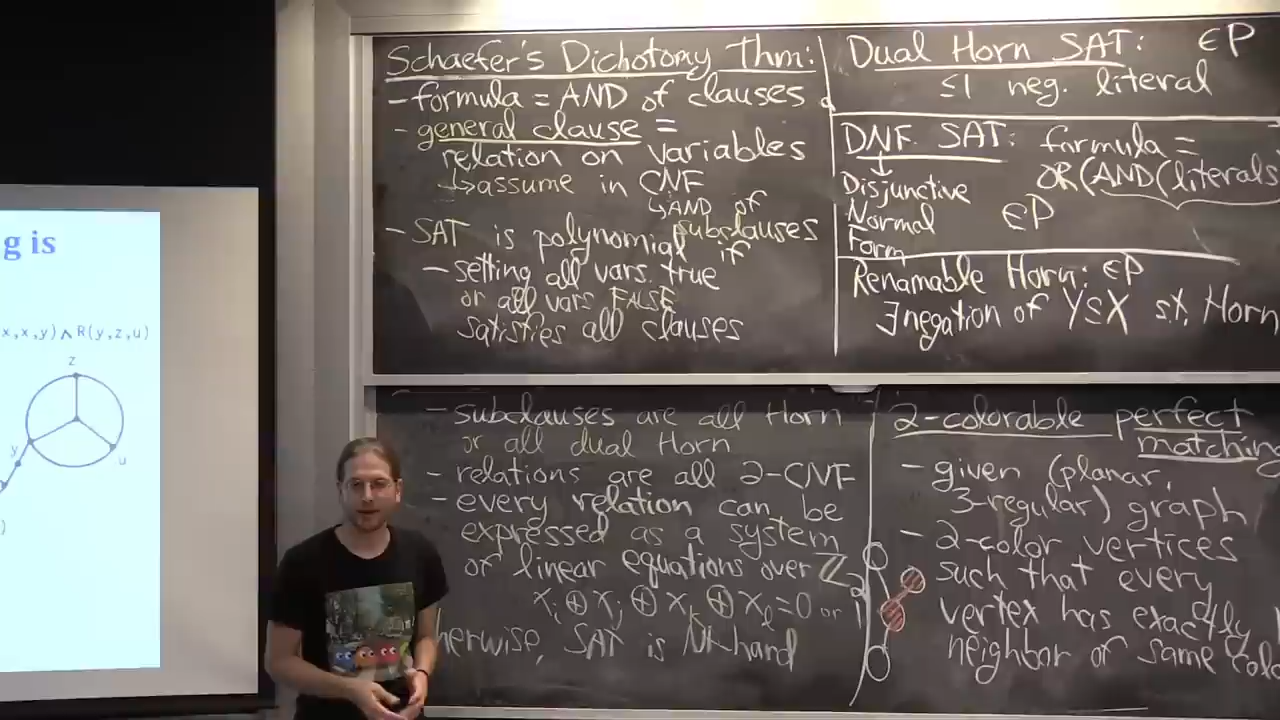 g is
x,x,y) ∧ R(y,z,u)
z
y
u
)
Schaefer's Dichotomy Thm:
- formula = AND of clauses
- general clause =
relation on variables
↳ assume in CNF
↳ AND of
subclauses
- SAT is polynomial if
- setting all vars. true
or all vars FALSE
satisfies all clauses
- subclauses are all Horn
or all dual Horn
- relations are all 2-CNF
- every relation can be
expressed as a system
of linear equations over ℤ₂
xᵢ ⊕ xⱼ ⊕ xₖ ⊕ xₗ = 0 or 1
herwise, SAT is NP-hard
Dual Horn SAT: ∈P
≤1 neg. literal
DNF SAT: formula =
OR(AND(literals
↓
Disjunctive
Normal
Form
∈P
Renamable Horn: ∈P
∃negation of Y⊆X s.t. Horn
2-colorable perfect
matching
- given (planar,
3-regular) graph
- 2-color vertices
such that every
vertex has exactly
neighbor of same colo